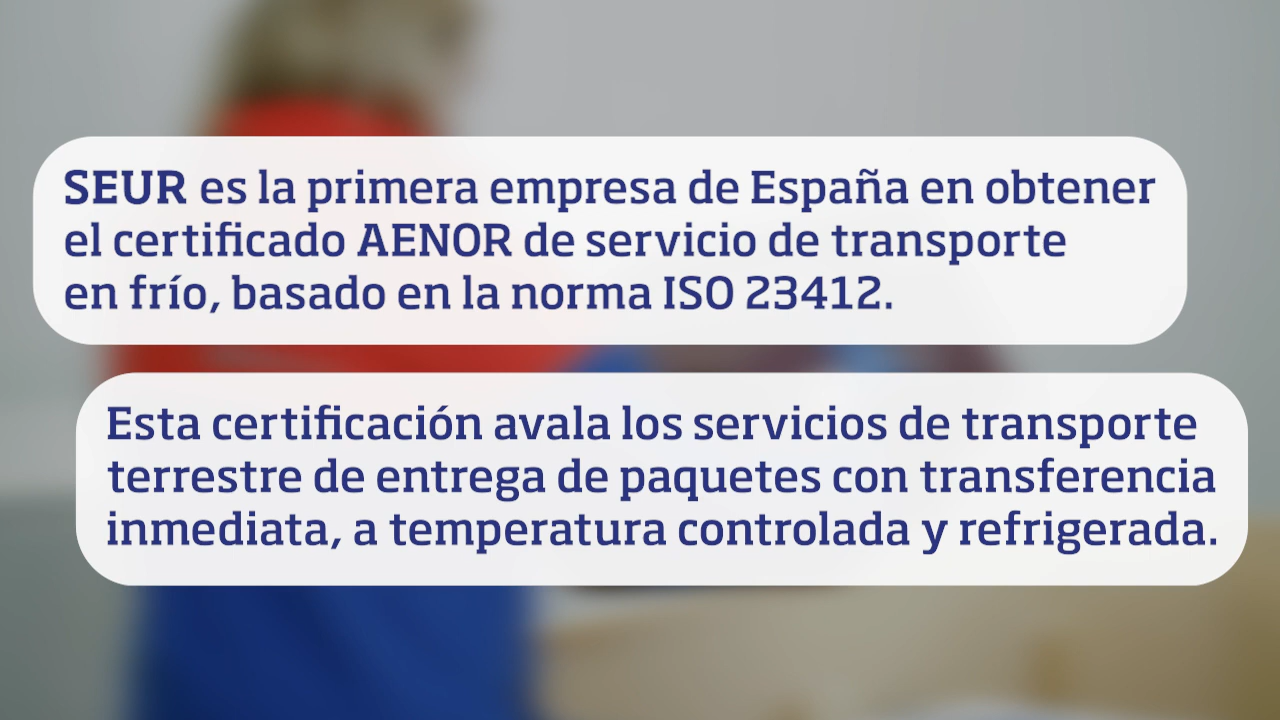 SEUR es la primera empresa de España en obtener
el certificado AENOR de servicio de transporte
en frío, basado en la norma ISO 23412.
Esta certificación avala los servicios de transporte
terrestre de entrega de paquetes con transferencia
inmediata, a temperatura controlada y refrigerada.